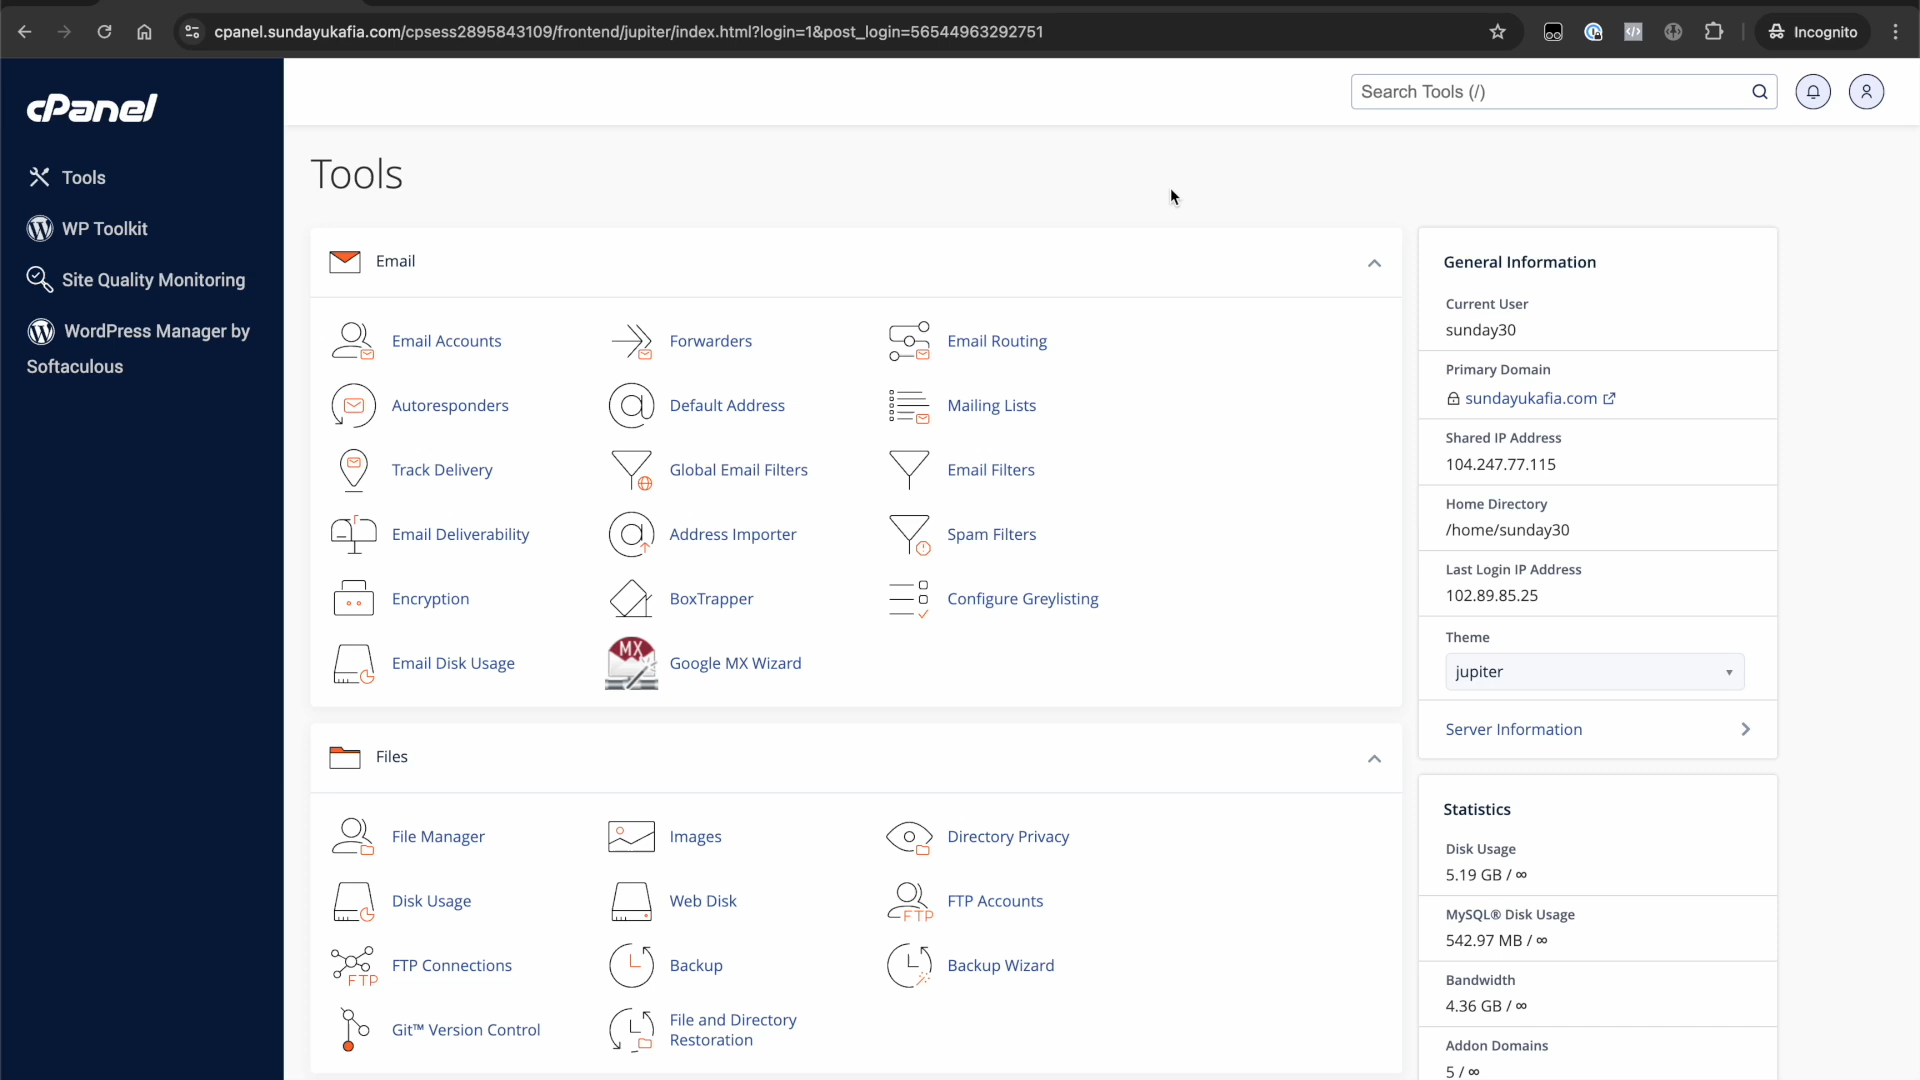 cpanel.sundayukafia.com/cpsess2895843109/frontend/jupiter/index.html?login=1&post_login=56544963292751
Incognito
cPanel
Search Tools (/)
Tools
WP Toolkit
Site Quality Monitoring
WordPress Manager by
Softaculous
Tools
Email
Email Accounts
Forwarders
Email Routing
Autoresponders
Default Address
Mailing Lists
Track Delivery
Global Email Filters
Email Filters
Email Deliverability
Address Importer
Spam Filters
Encryption
BoxTrapper
Configure Greylisting
Email Disk Usage
MX
Google MX Wizard
Files
File Manager
Images
Directory Privacy
Disk Usage
Web Disk
FTP
FTP Accounts
FTP
FTP Connections
Backup
Backup Wizard
Git™ Version Control
File and Directory
Restoration
General Information
Current User
sunday30
Primary Domain
sundayukafia.com
Shared IP Address
104.247.77.115
Home Directory
/home/sunday30
Last Login IP Address
102.89.85.25
Theme
jupiter
Server Information
Statistics
Disk Usage
5.19 GB / ∞
MySQL® Disk Usage
542.97 MB / ∞
Bandwidth
4.36 GB / ∞
Addon Domains
5 / ∞